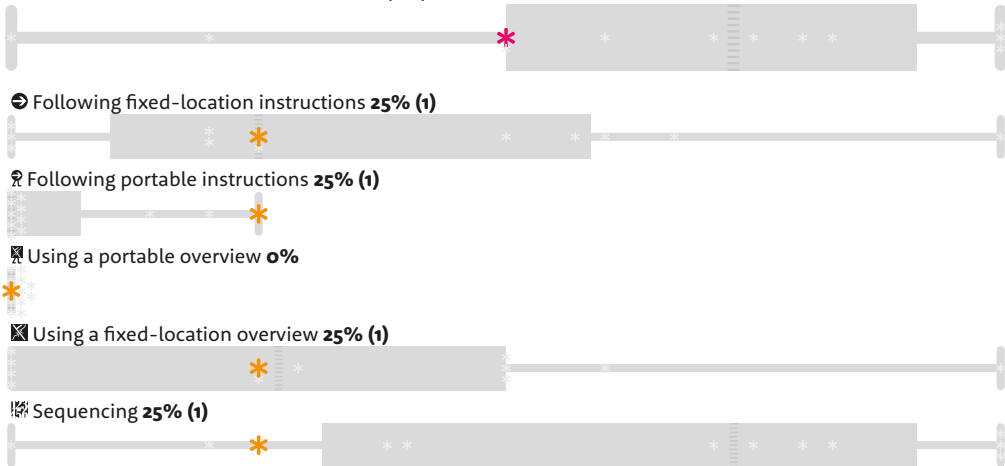 Following fixed-location instructions 25% (1)
Following portable instructions 25% (1)
Using a portable overview 0%
Using a fixed-location overview 25% (1)
Sequencing 25% (1)